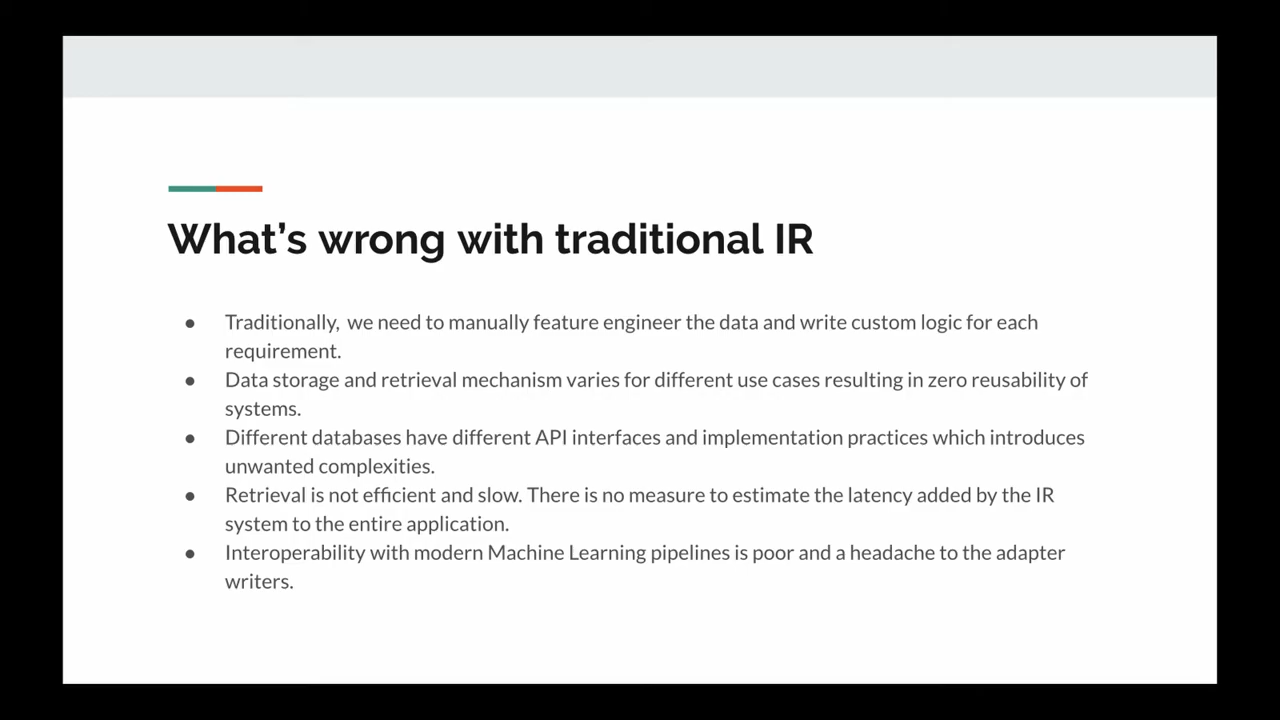 What’s wrong with traditional IR
● Traditionally, we need to manually feature engineer the data and write custom logic for each
requirement.
● Data storage and retrieval mechanism varies for different use cases resulting in zero reusability of
systems.
● Different databases have different API interfaces and implementation practices which introduces
unwanted complexities.
● Retrieval is not efficient and slow. There is no measure to estimate the latency added by the IR
system to the entire application.
● Interoperability with modern Machine Learning pipelines is poor and a headache to the adapter
writers.